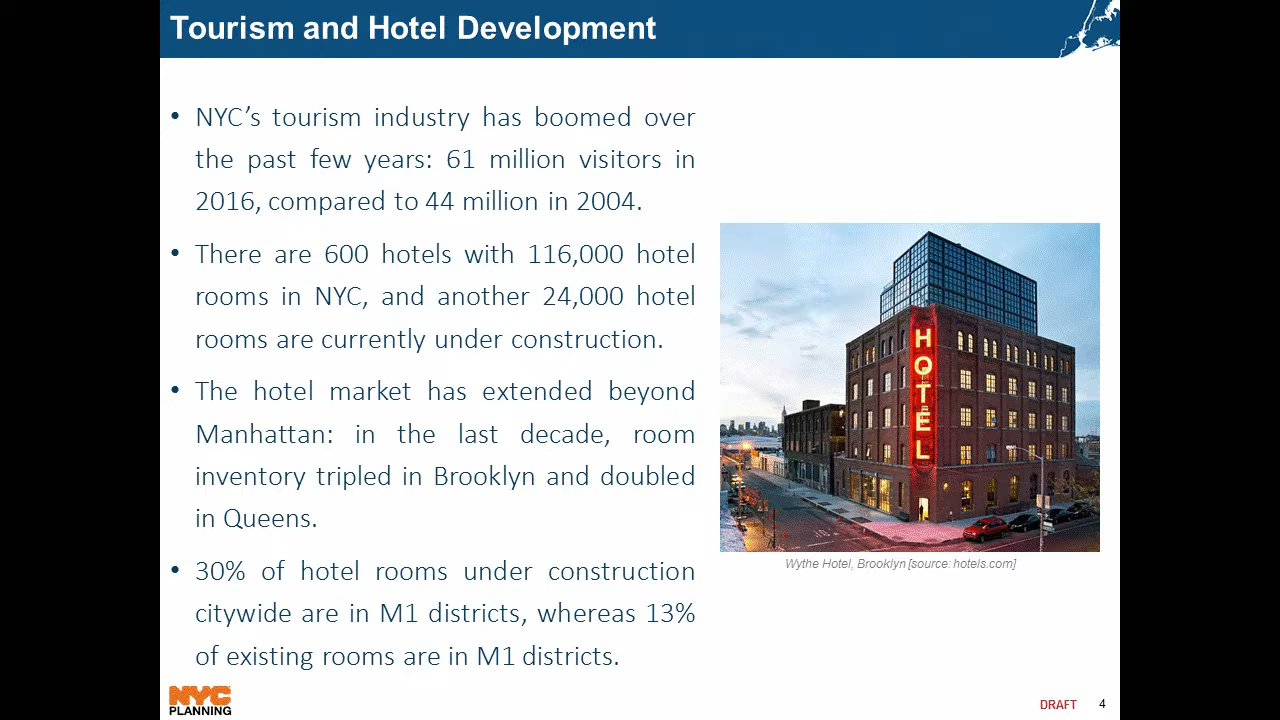 Tourism and Hotel Development
• NYC’s tourism industry has boomed over
the past few years: 61 million visitors in
2016, compared to 44 million in 2004.
• There are 600 hotels with 116,000 hotel
rooms in NYC, and another 24,000 hotel
rooms are currently under construction.
• The hotel market has extended beyond
Manhattan: in the last decade, room
inventory tripled in Brooklyn and doubled
in Queens.
• 30% of hotel rooms under construction
citywide are in M1 districts, whereas 13%
of existing rooms are in M1 districts.
HOTEL
Wythe Hotel, Brooklyn [source: hotels.com]
NYC
PLANNING
DRAFT 4